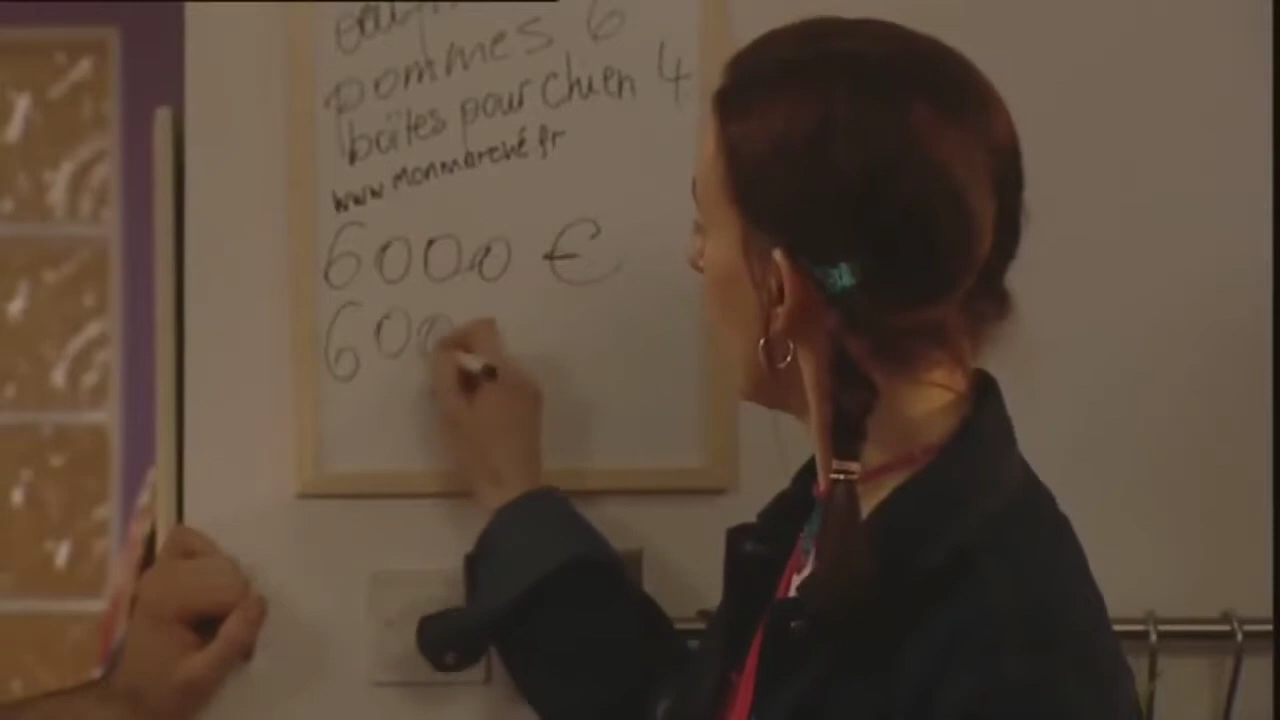 pommes 6
boîtes pour chien 4
www.monmarché.fr
6000 €
600